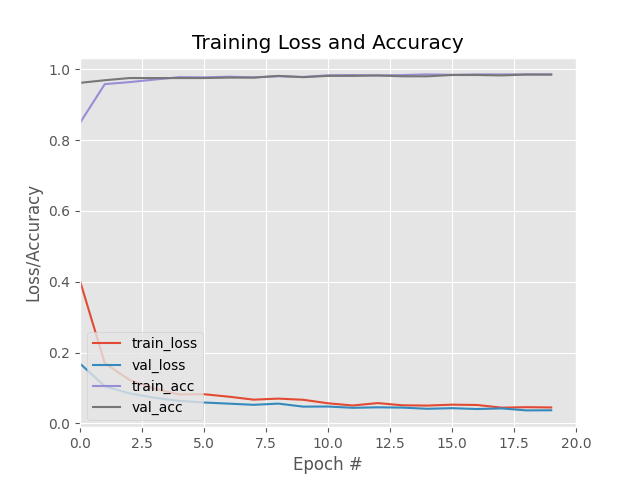 Training Loss and Accuracy
1.0
0.8
0.6
0.4
0.2
0.0
Loss/Accuracy
train_loss
val_loss
train_acc
val_acc
0.0 2.5 5.0 7.5 10.0 12.5 15.0 17.5 20.0
Epoch #